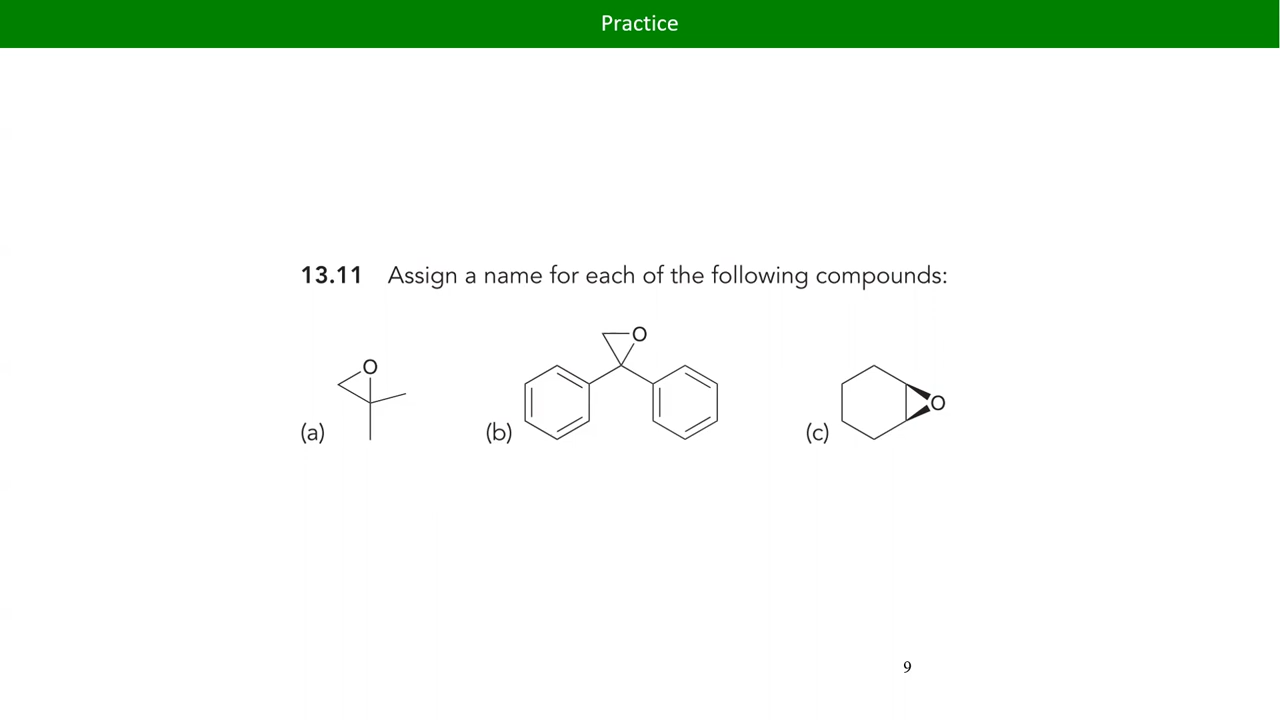 Practice
13.11 Assign a name for each of the following compounds:
O
O
O
(a)
(b)
(c)
9